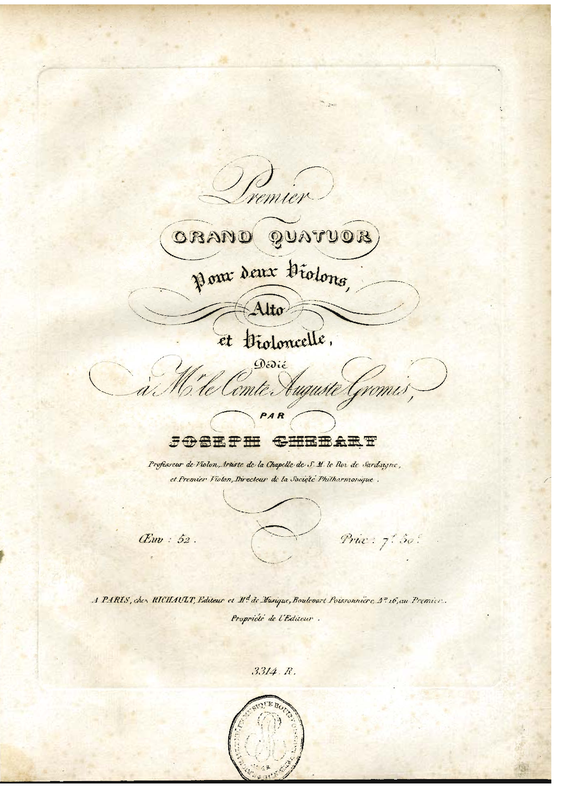 Premier
GRAND QUATUOR
Pour deux Violons,
Alto
et Violoncelle,
Dédié
à Mr. le Comte Auguste Gromis,
PAR
JOSEPH GHEBART
Professeur de Violon, Artiste de la Chapelle de S. M. le Roi de Sardaigne,
et Premier Violon, Directeur de la Société Philharmonique.
Œuv: 52.
Prix: 7f 50c
A PARIS, chez RICHAULT, Editeur et Md. de Musique, Boulevart Poissonnière, No 16, au Premier.
Propriété de l'Editeur.
3314. R.